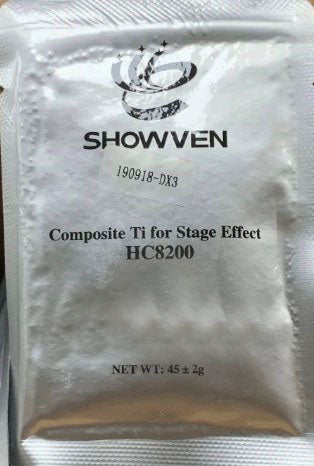 SHOWVEN
190918-DX3
Composite Ti for Stage Effect
HC8200
NET WT: 45 ± 2g